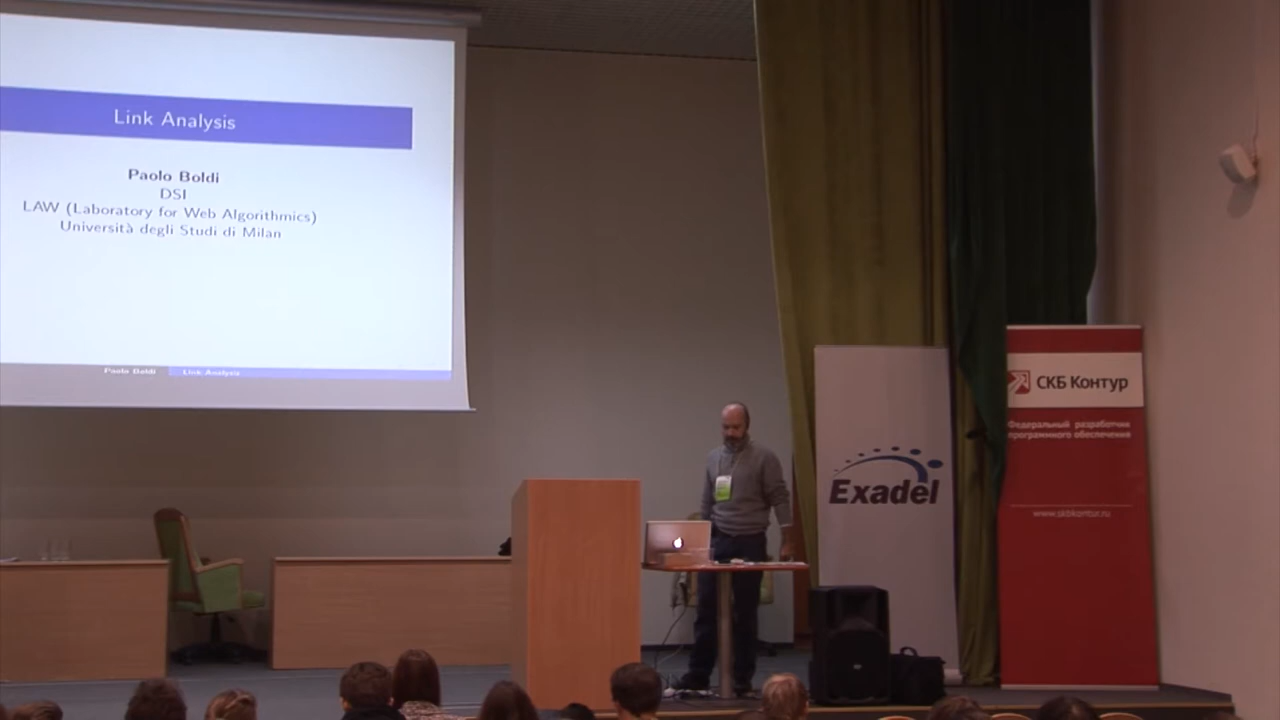 Link Analysis
Paolo Boldi
DSI
LAW (Laboratory for Web Algorithmics)
Università degli Studi di Milan
Paolo Boldi
Link Analysis
Exadel
СКБ Контур
Федеральный разработчик
программного обеспечения
www.skbkontur.ru